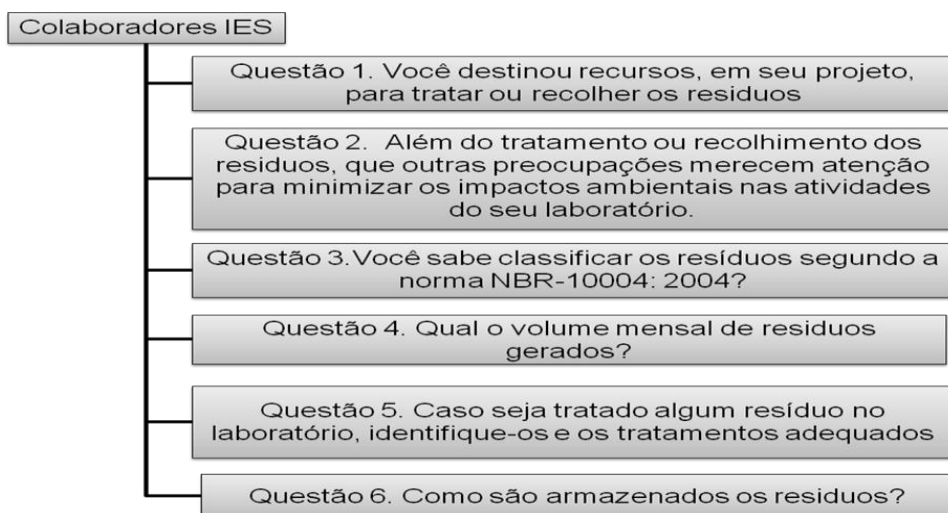 Colaboradores IES
Questão 1. Você destinou recursos, em seu projeto,
para tratar ou recolher os residuos
Questão 2. Além do tratamento ou recolhimento dos
residuos, que outras preocupações merecem atenção
para minimizar os impactos ambientais nas atividades
do seu laboratório.
Questão 3.Você sabe classificar os resíduos segundo a
norma NBR-10004: 2004?
Questão 4. Qual o volume mensal de residuos
gerados?
Questão 5. Caso seja tratado algum resíduo no
laboratório, identifique-os e os tratamentos adequados
Questão 6. Como são armazenados os residuos?